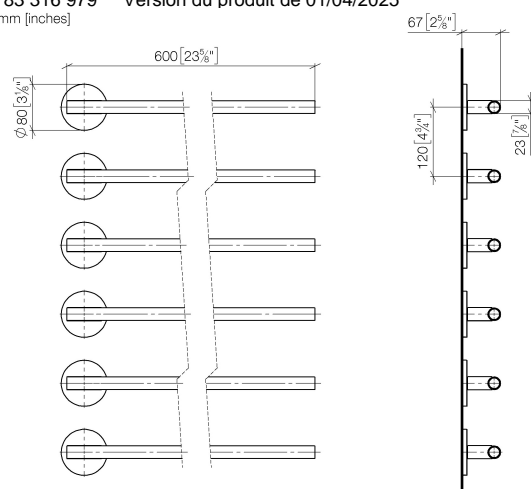 83 316 979 Version du produit de 01/04/2025
mm [inches]
67 [2⅝"]
600 [23⅝"]
⌀ 80 [3⅛"]
120 [4¾"]
23 [⅞"]